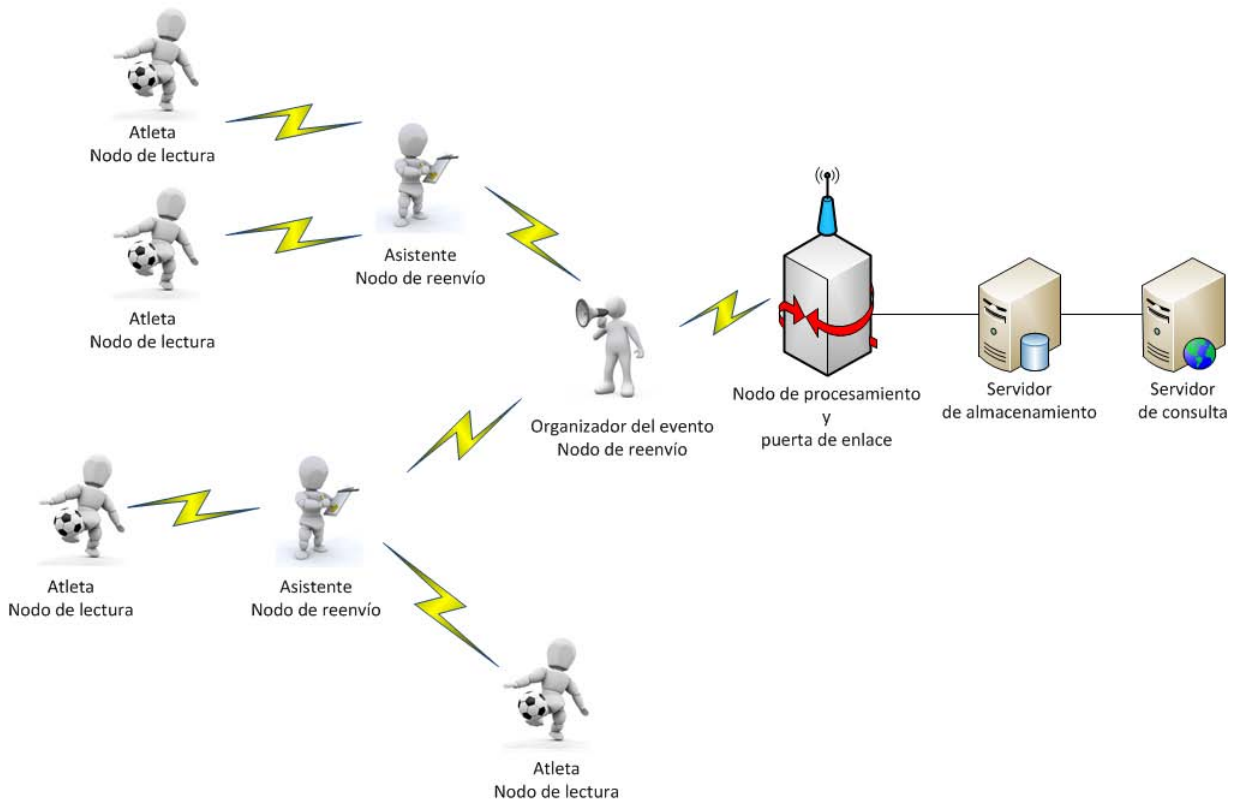 Atleta
Nodo de lectura
Atleta
Nodo de lectura
Asistente
Nodo de reenvío
Organizador del evento
Nodo de reenvío
Nodo de procesamiento
y
puerta de enlace
Servidor
de almacenamiento
Servidor
de consulta
Atleta
Nodo de lectura
Asistente
Nodo de reenvío
Atleta
Nodo de lectura